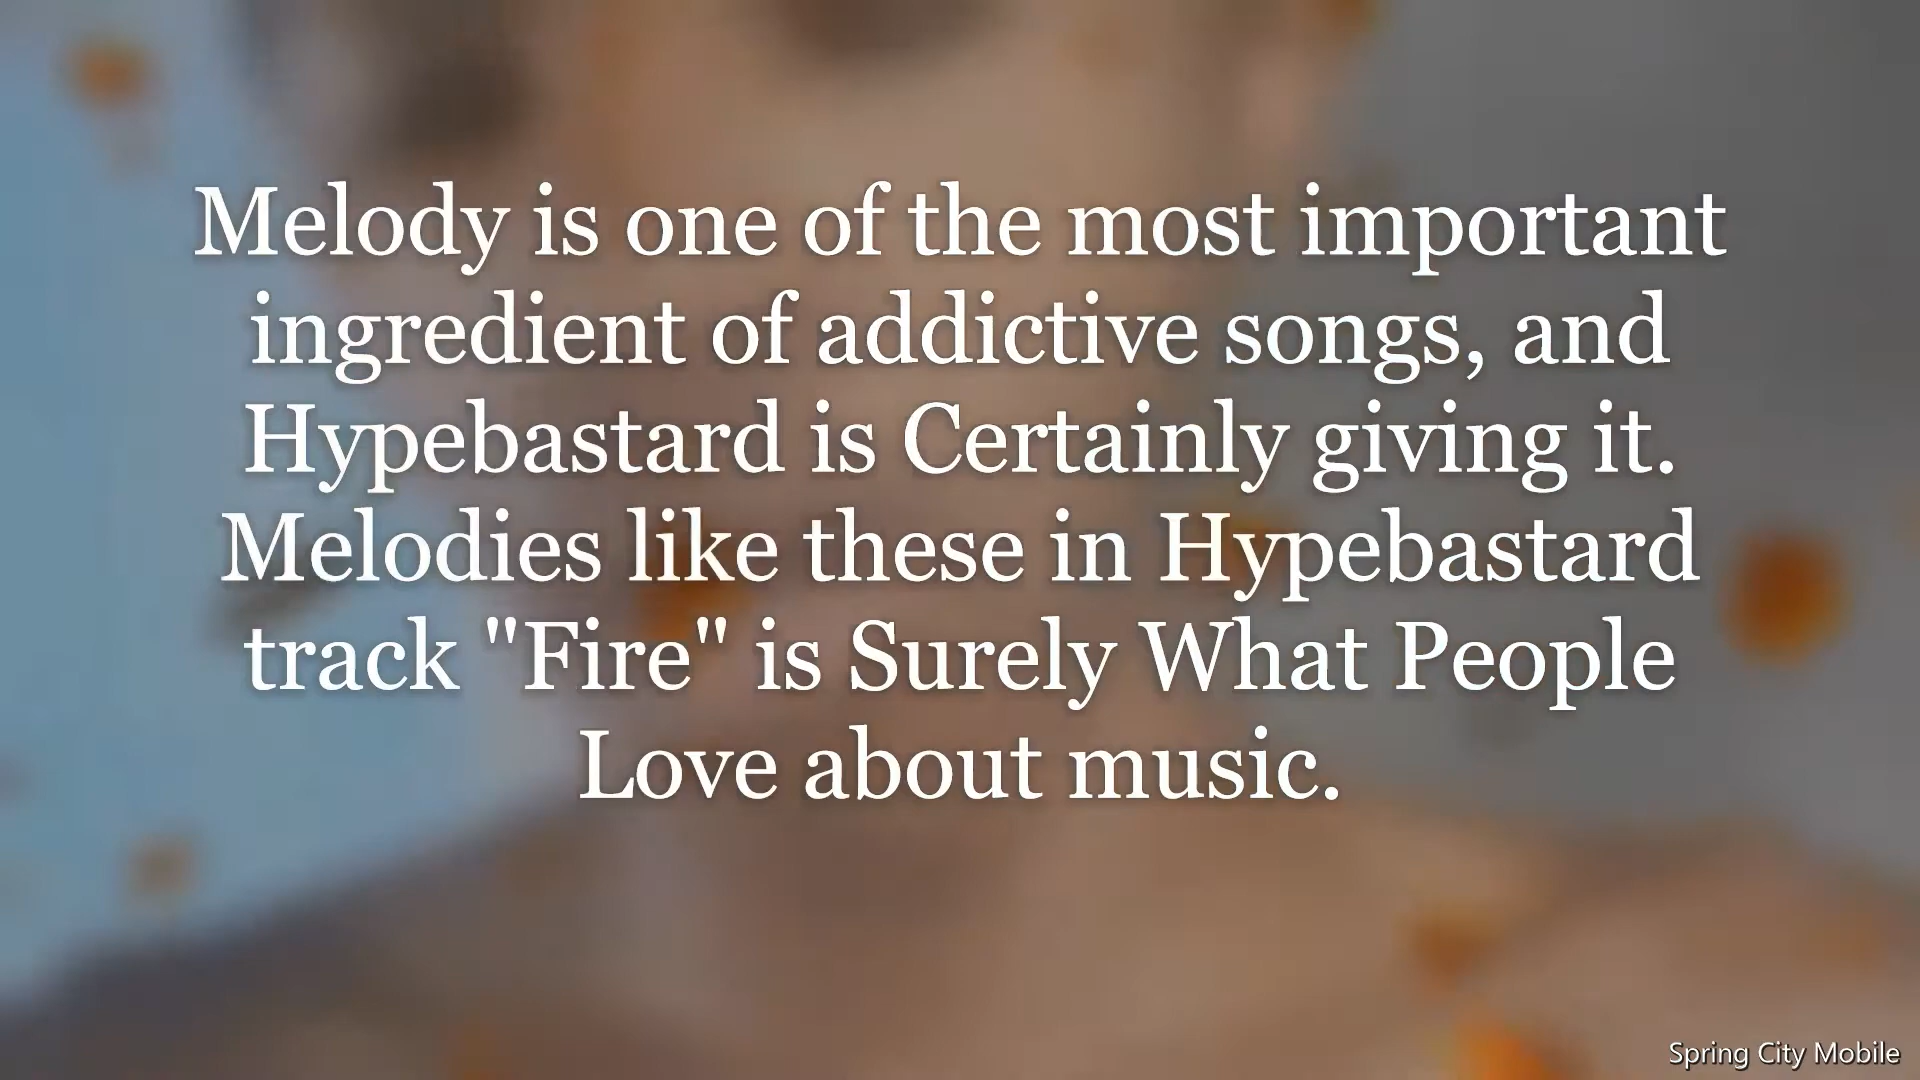 Melody is one of the most important
ingredient of addictive songs, and
Hypebastard is Certainly giving it.
Melodies like these in Hypebastard
track "Fire" is Surely What People
Love about music.
Spring City Mobile